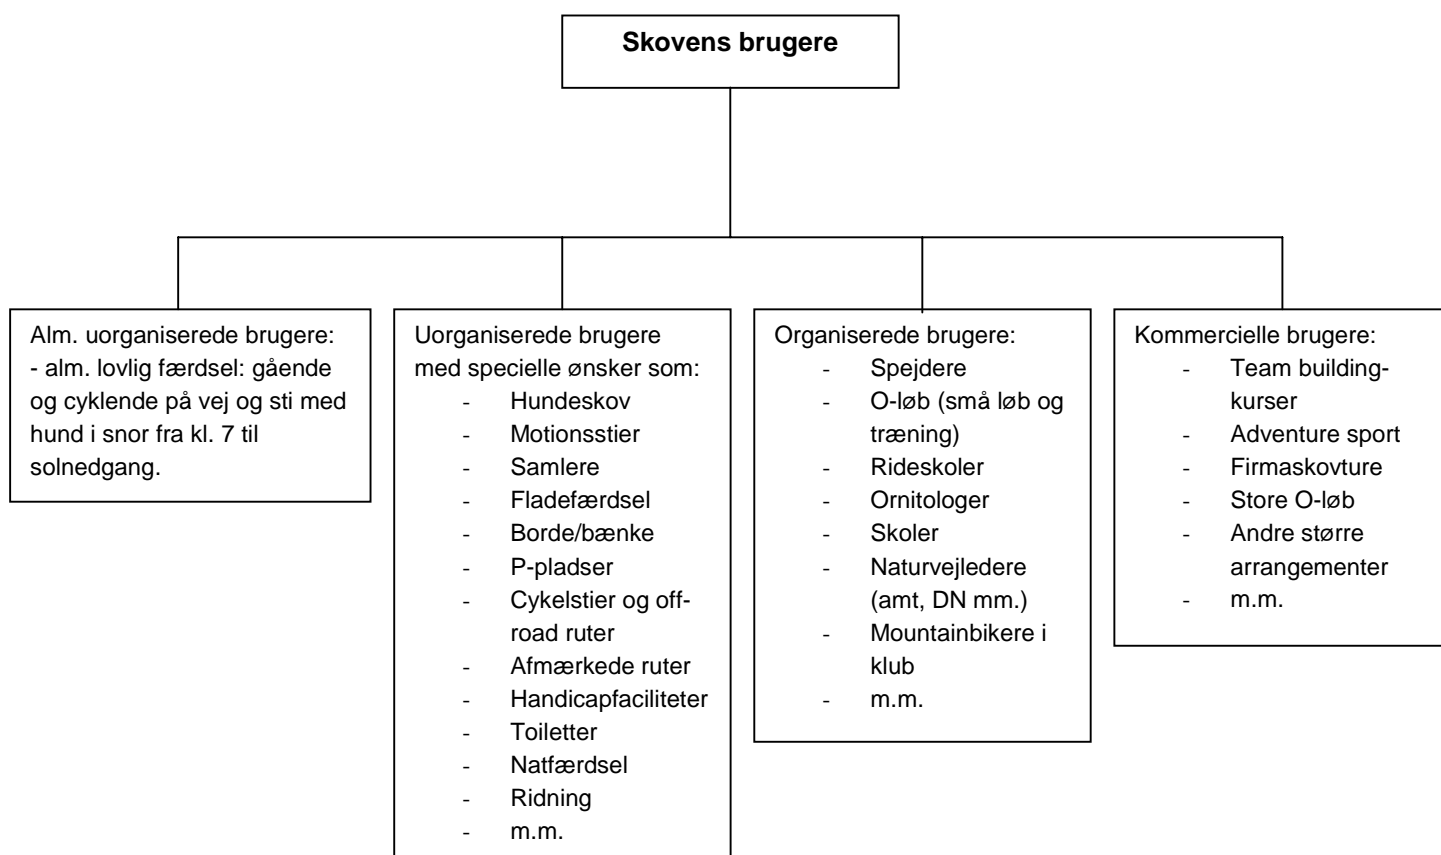 Skovens brugere
Alm. uorganiserede brugere:
- alm. lovlig færdsel: gående
og cyklende på vej og sti med
hund i snor fra kl. 7 til
solnedgang.
Uorganiserede brugere
med specielle ønsker som:
- Hundeskov
- Motionsstier
- Samlere
- Fladefærdsel
- Borde/bænke
- P-pladser
- Cykelstier og off-
road ruter
- Afmærkede ruter
- Handicapfaciliteter
- Toiletter
- Natfærdsel
- Ridning
- m.m.
Organiserede brugere:
- Spejdere
- O-løb (små løb og
træning)
- Rideskoler
- Ornitologer
- Skoler
- Naturvejledere
(amt, DN mm.)
- Mountainbikere i
klub
- m.m.
Kommercielle brugere:
- Team building-
kurser
- Adventure sport
- Firmaskovture
- Store O-løb
- Andre større
arrangementer
- m.m.